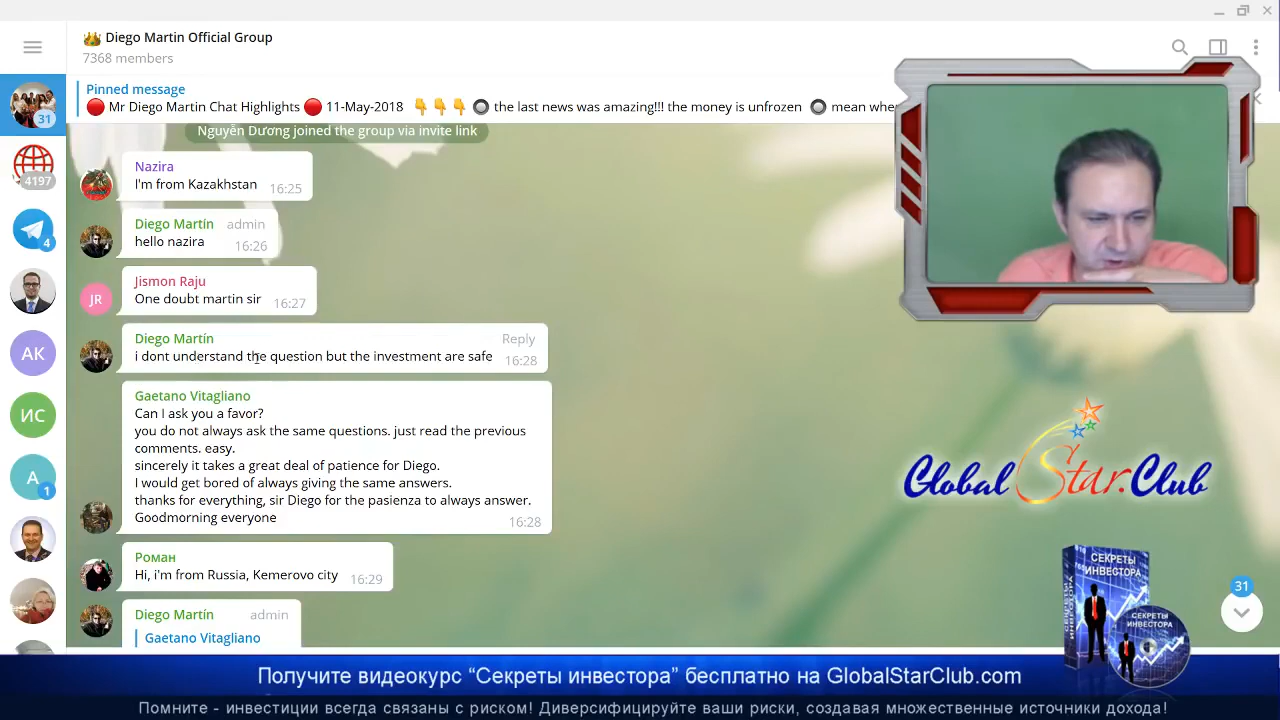 👑 Diego Martin Official Group
7368 members
31
4197
4
АК
ИС
А
1
Pinned message
🔴 Mr Diego Martin Chat Highlights 🔴 11-May-2018 👇👇👇 🔘 the last news was amazing!!! the money is unfrozen 🔘 mean
Nguyễn Dương joined the group via invite link
Nazira
I'm from Kazakhstan 16:25
Diego Martín admin
hello nazira 16:26
JR
Jismon Raju
One doubt martin sir 16:27
Diego Martín Reply
i dont understand the question but the investment are safe 16:28
Gaetano Vitagliano
Can I ask you a favor?
you do not always ask the same questions. just read the previous
comments. easy.
sincerely it takes a great deal of patience for Diego.
I would get bored of always giving the same answers.
thanks for everything, sir Diego for the pasienza to always answer.
Goodmorning everyone 16:28
Роман
Hi, i'm from Russia, Kemerovo city 16:29
Diego Martín admin
Gaetano Vitagliano
Global Star.Club
СЕКРЕТЫ
ИНВЕСТОРА
СЕКРЕТЫ
ИНВЕСТОРА
31
Получите видеокурс “Секреты инвестора” бесплатно на GlobalStarClub.com
Помните - инвестиции всегда связаны с риском! Диверсифицируйте ваши риски, создавая множественные источники дохода!